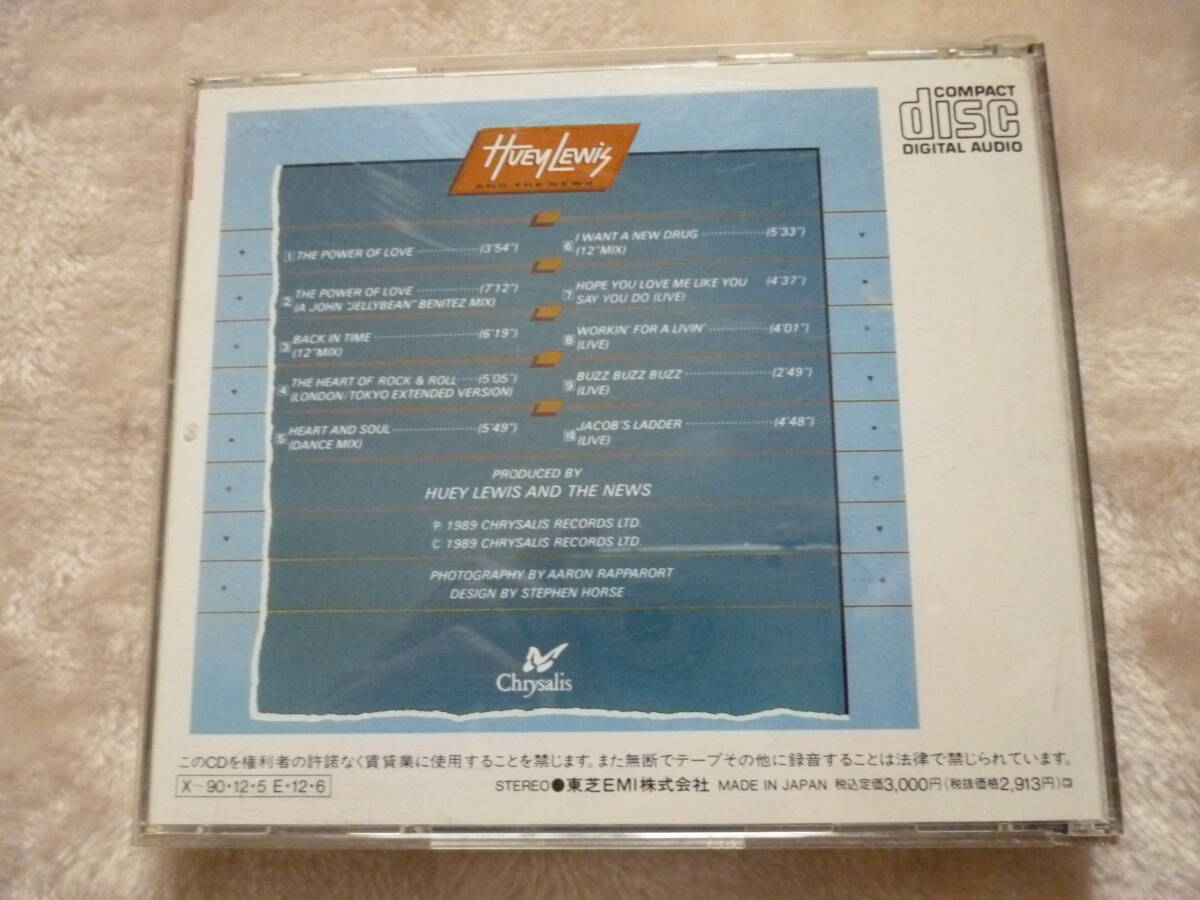 COMPACT
disc
DIGITAL AUDIO
HUEY LEWIS
AND THE NEWS
1 THE POWER OF LOVE (3'54")
2 THE POWER OF LOVE (7'12")
(A JOHN "JELLYBEAN" BENITEZ MIX)
3 BACK IN TIME (6'19")
(12"MIX)
4 THE HEART OF ROCK & ROLL (5'05")
(LONDON/TOKYO EXTENDED VERSION)
5 HEART AND SOUL (5'49")
(DANCE MIX)
6 I WANT A NEW DRUG (5'33")
(12"MIX)
7 HOPE YOU LOVE ME LIKE YOU (4'37")
SAY YOU DO (LIVE)
8 WORKIN' FOR A LIVIN' (4'01")
(LIVE)
9 BUZZ BUZZ BUZZ (2'49")
(LIVE)
10 JACOB'S LADDER (4'48")
(LIVE)
PRODUCED BY
HUEY LEWIS AND THE NEWS
P 1989 CHRYSALIS RECORDS LTD.
C 1989 CHRYSALIS RECORDS LTD
PHOTOGRAPHY BY AARON RAPPARORT
DESIGN BY STEPHEN HORSE
Chrysalis
このCDを権利者の許諾なく賃貸業に使用することを禁じます。また無断でテープその他に録音することは法律で禁じられています。
X~90・12・5 E・12・6
STEREO●東芝EMI株式会社 MADE IN JAPAN 税込定価3,000円(税抜価格2,913円)